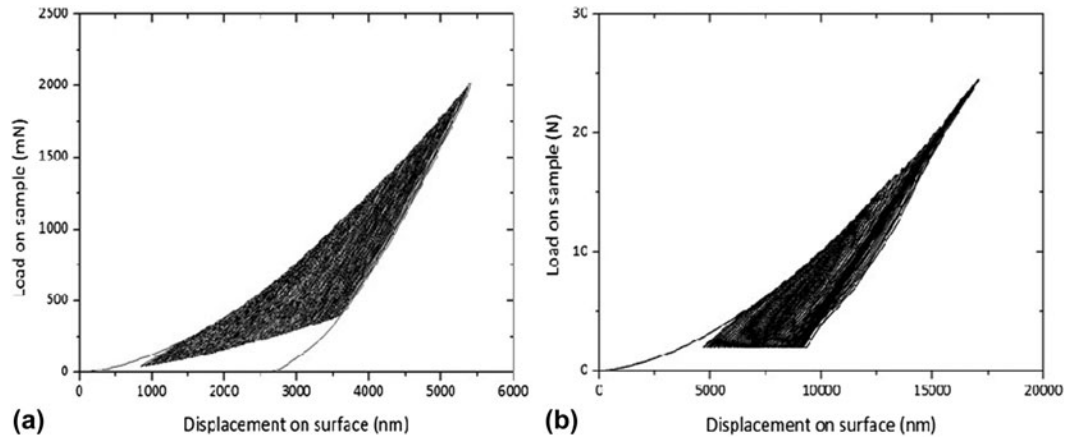 2500
2000
1500
1000
500
0
0 1000 2000 3000 4000 5000 6000
Load on sample (mN)
Displacement on surface (nm)
(a)
30
20
10
0
0 5000 10000 15000 20000
Load on sample (N)
Displacement on surface (nm)
(b)